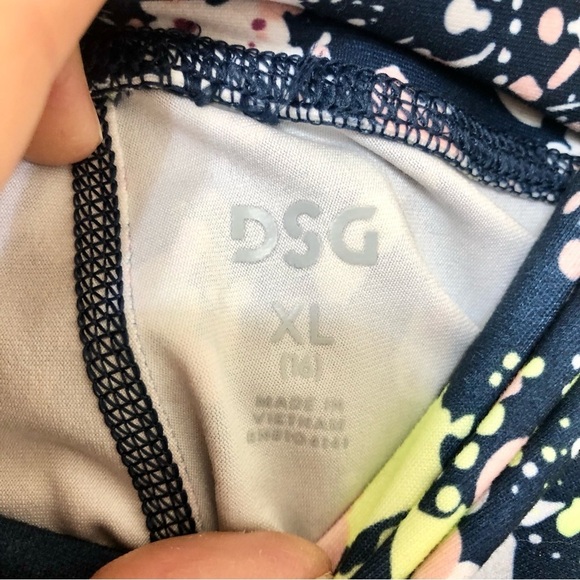 DSG
XL
(16)
MADE IN
VIETNAM